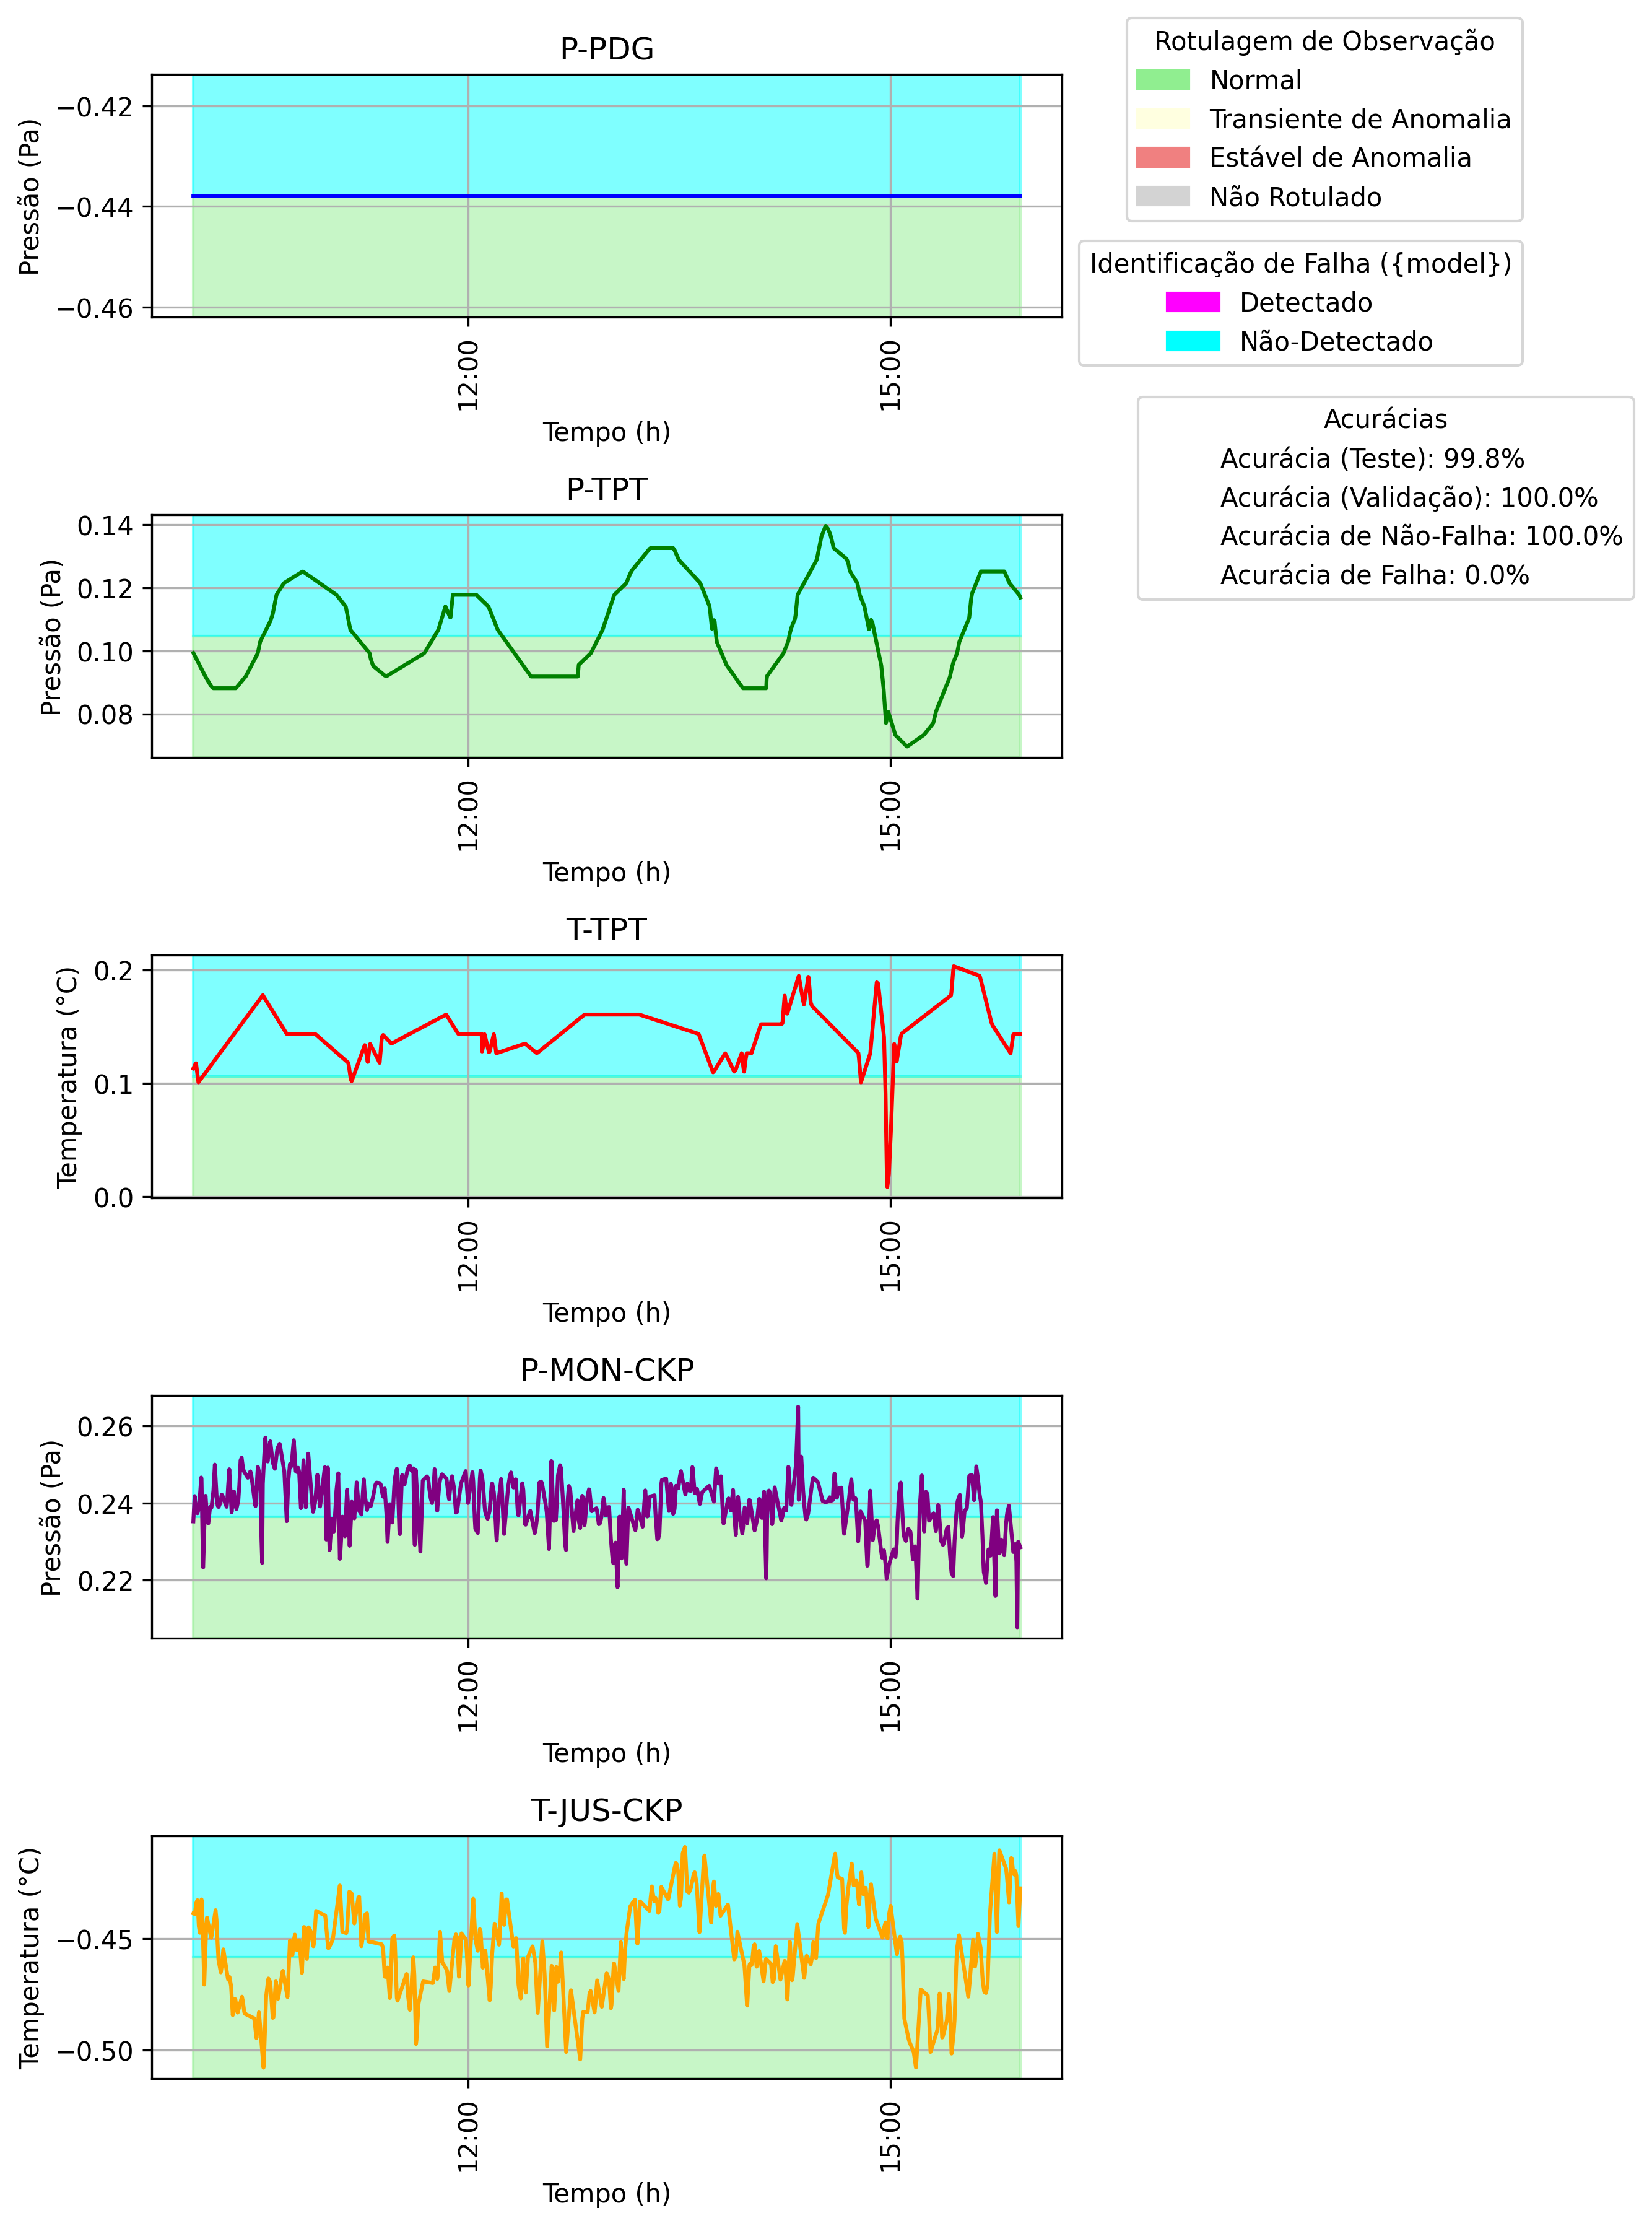 P-PDG
Pressão (Pa)
−0.42
−0.44
−0.46
12:00
15:00
Tempo (h)
Rotulagem de Observação
Normal
Transiente de Anomalia
Estável de Anomalia
Não Rotulado
Identificação de Falha ({model})
Detectado
Não-Detectado
Acurácias
Acurácia (Teste): 99.8%
Acurácia (Validação): 100.0%
Acurácia de Não-Falha: 100.0%
Acurácia de Falha: 0.0%
P-TPT
Pressão (Pa)
0.14
0.12
0.10
0.08
12:00
15:00
Tempo (h)
T-TPT
Temperatura (°C)
0.2
0.1
0.0
12:00
15:00
Tempo (h)
P-MON-CKP
Pressão (Pa)
0.26
0.24
0.22
12:00
15:00
Tempo (h)
T-JUS-CKP
Temperatura (°C)
−0.45
−0.50
12:00
15:00
Tempo (h)